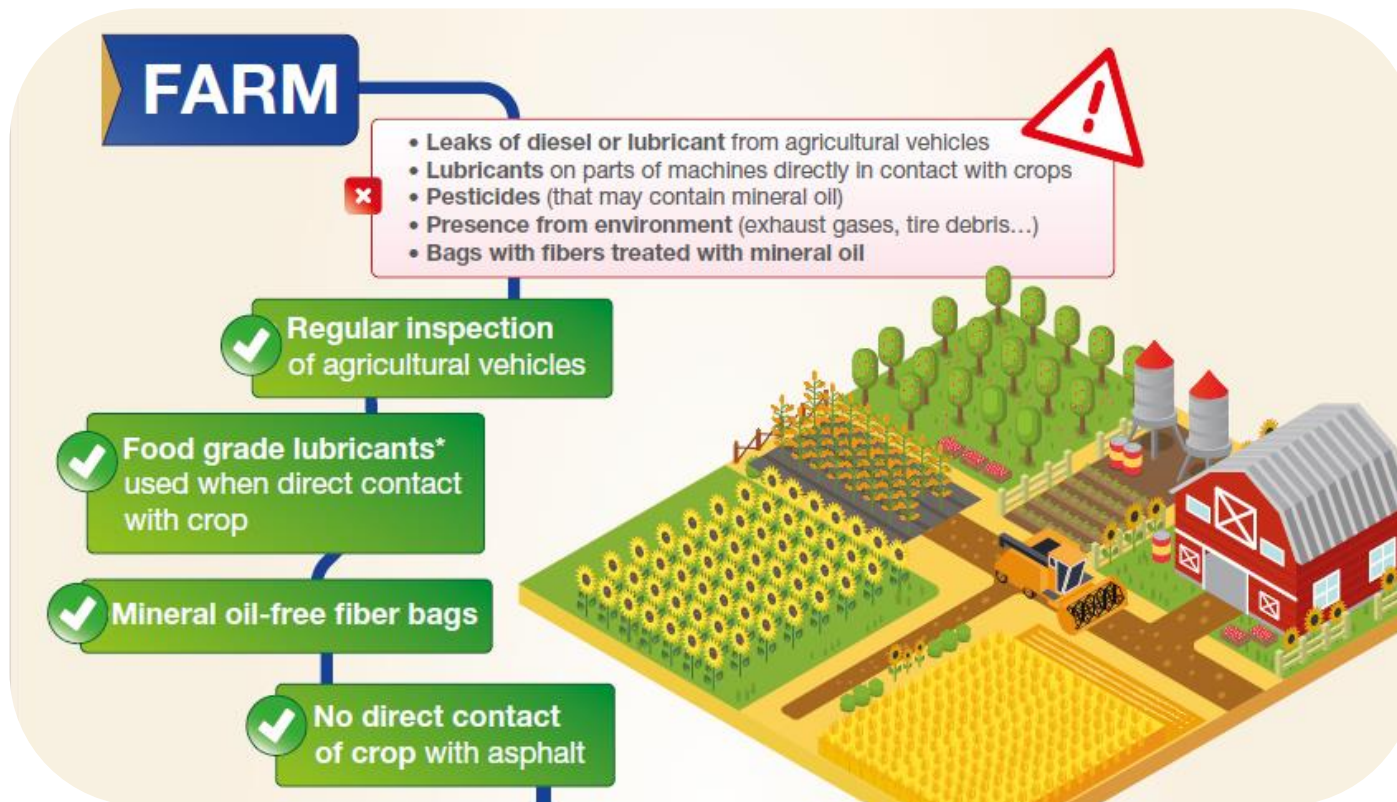 FARM
• Leaks of diesel or lubricant from agricultural vehicles
• Lubricants on parts of machines directly in contact with crops
• Pesticides (that may contain mineral oil)
• Presence from environment (exhaust gases, tire debris…)
• Bags with fibers treated with mineral oil
Regular inspection
of agricultural vehicles
Food grade lubricants*
used when direct contact
with crop
Mineral oil-free fiber bags
No direct contact
of crop with asphalt